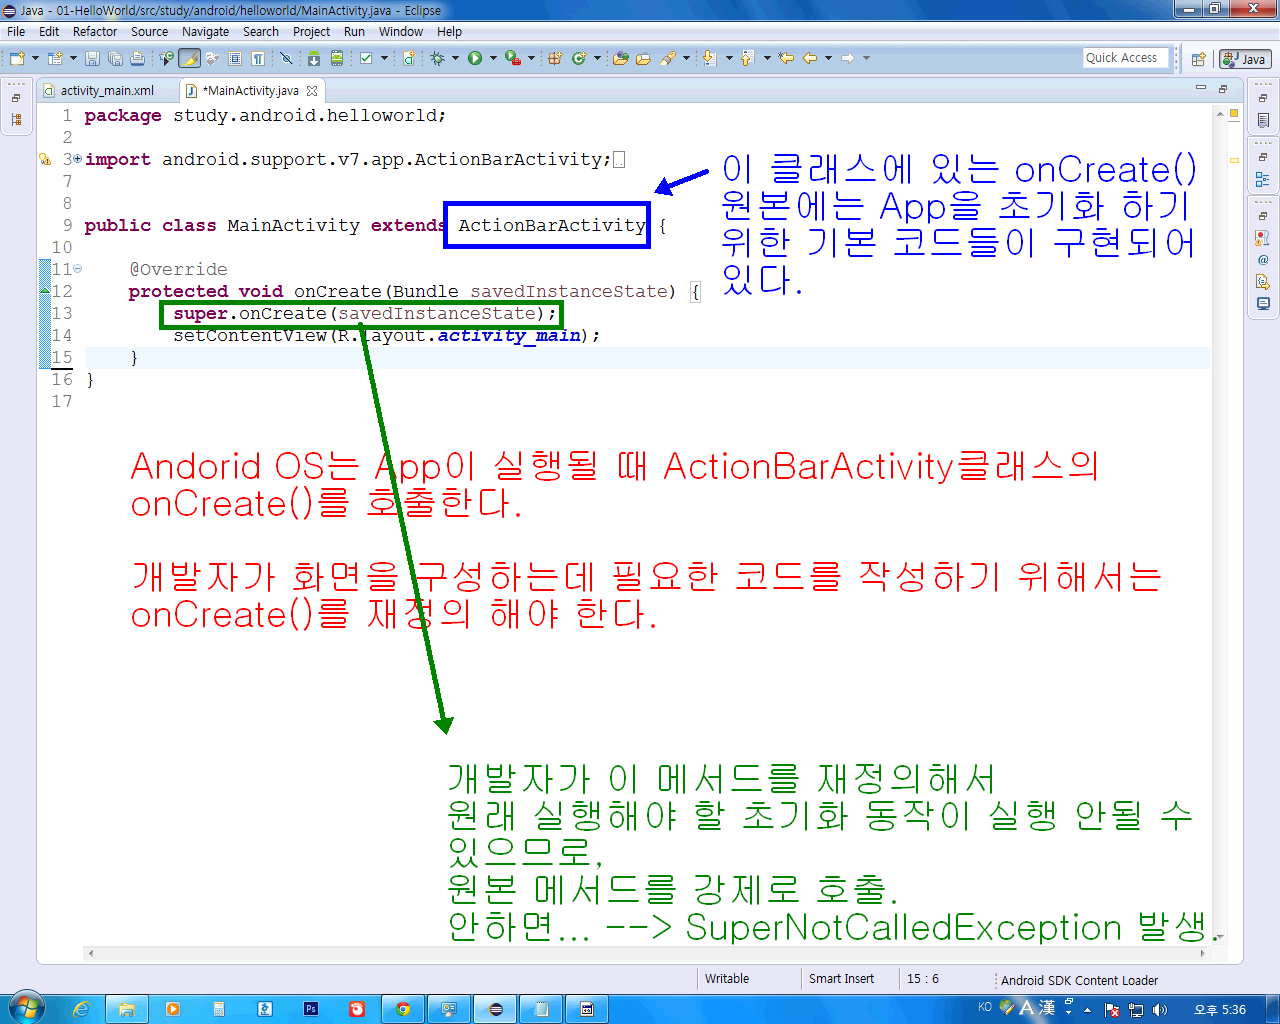 Java - 01-HelloWorld/src/study/android/helloworld/MainActivity.java - Eclipse
File Edit Refactor Source Navigate Search Project Run Window Help
Quick Access
Java
activity_main.xml
*MainActivity.java
1 package study.android.helloworld;
2
3 import android.support.v7.app.ActionBarActivity;
7
8
9 public class MainActivity extends ActionBarActivity {
10
11 @Override
12 protected void onCreate(Bundle savedInstanceState) {
13 super.onCreate(savedInstanceState);
14 setContentView(R.layout.activity_main);
15 }
16 }
17
이 클래스에 있는 onCreate()
원본에는 App을 초기화 하기
위한 기본 코드들이 구현되어
있다.
Andorid OS는 App이 실행될 때 ActionBarActivity클래스의
onCreate()를 호출한다.
개발자가 화면을 구성하는데 필요한 코드를 작성하기 위해서는
onCreate()를 재정의 해야 한다.
개발자가 이 메서드를 재정의해서
원래 실행해야 할 초기화 동작이 실행 안될 수
있으므로,
원본 메서드를 강제로 호출.
안하면... --> SuperNotCalledException 발생.
Writable
Smart Insert
15 : 6
Android SDK Content Loader
KO
A 漢
오후 5:36